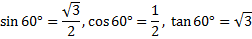 sin 60° = √3/2, cos 60° = 1/2, tan 60° = √3